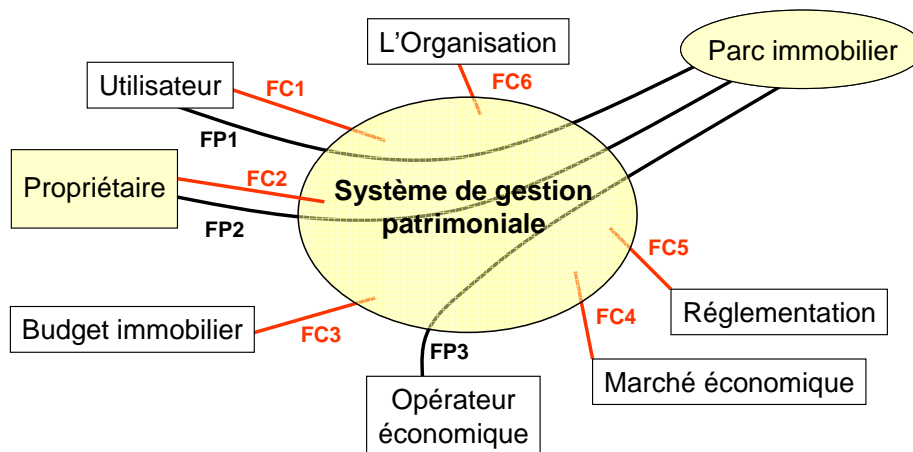 L'Organisation
Parc immobilier
Utilisateur
FC1
FC6
FP1
Propriétaire
FC2
FP2
Système de gestion
patrimoniale
FC5
Budget immobilier
FC3
FC4
Réglementation
FP3
Marché économique
Opérateur
économique